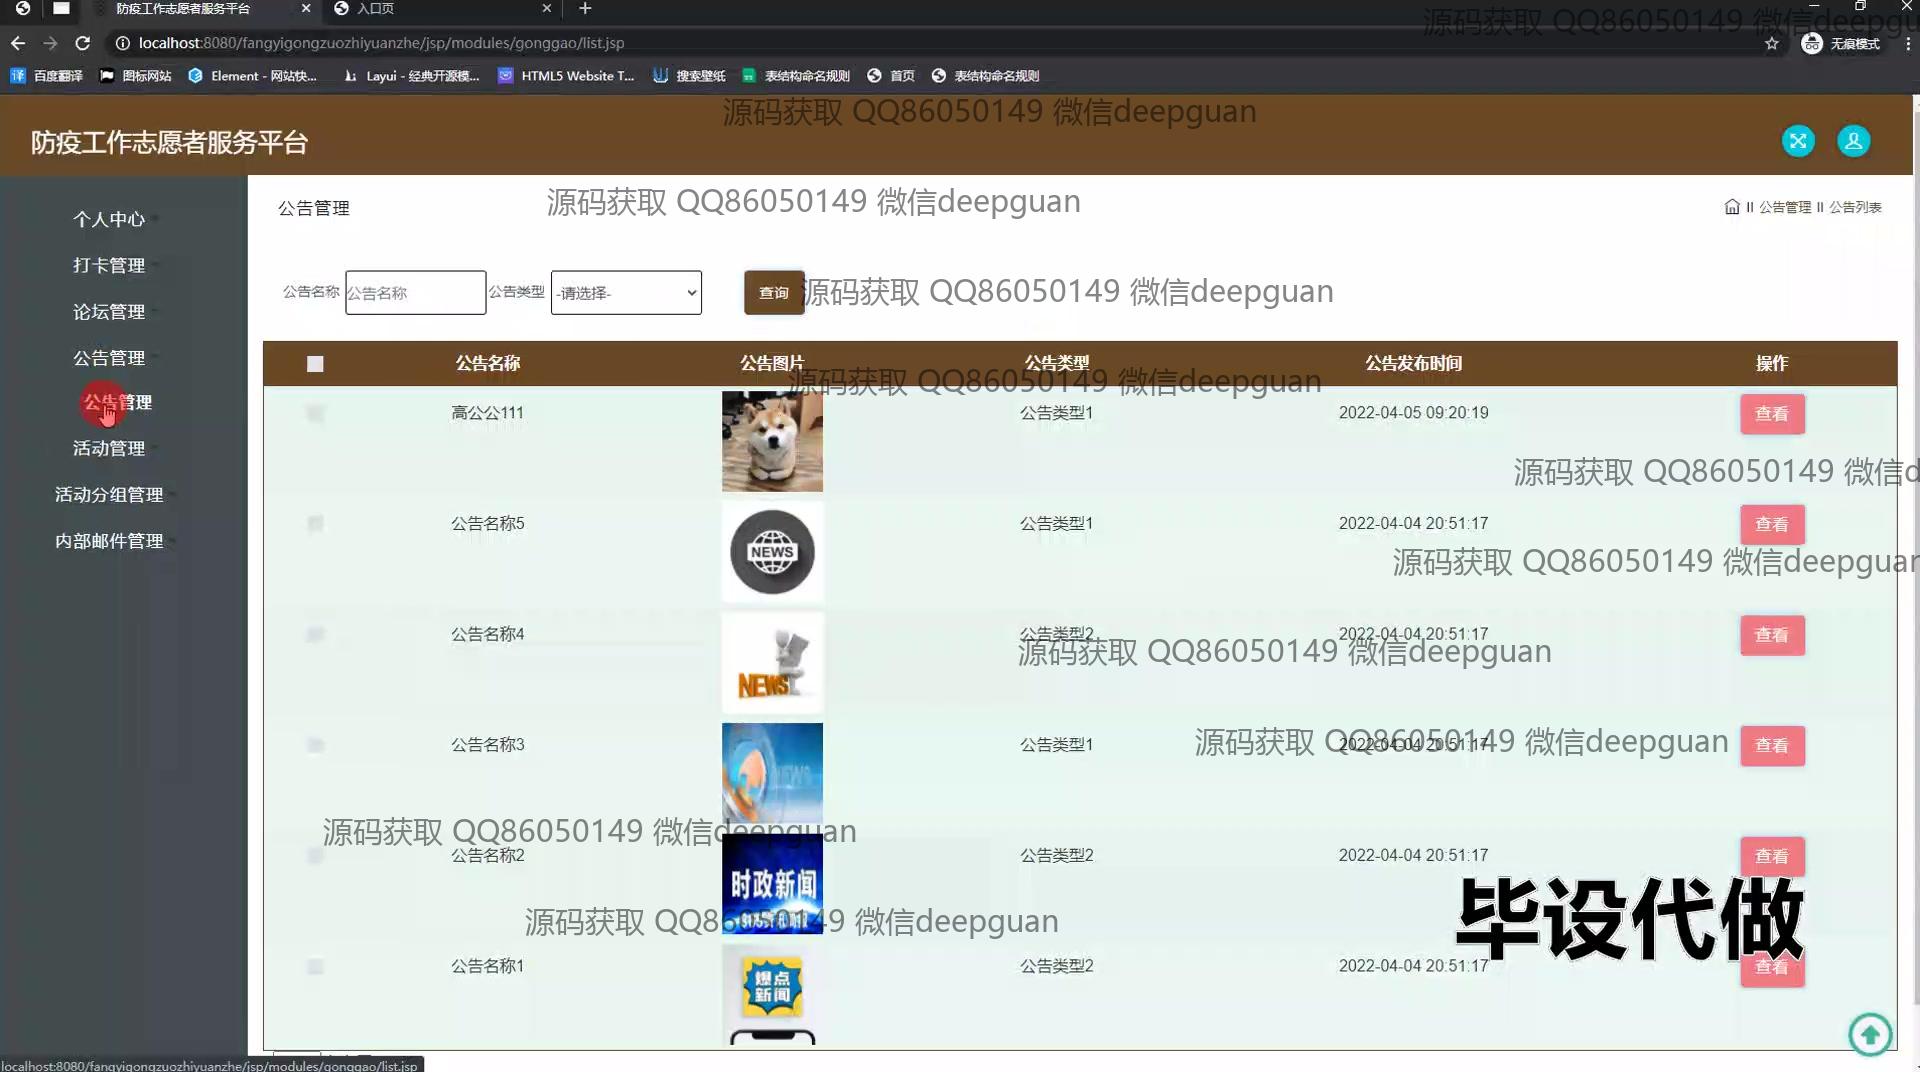 防疫工作志愿者服务平台
入口页
源码获取 QQ86050149 微信deepgu
localhost:8080/fangyigongzuozhiyuanzhe/jsp/modules/gonggao/list.jsp
无痕模式
百度翻译
图标网站
Element - 网站快...
Layui - 经典开源模...
HTML5 Website T...
搜索壁纸
表结构命名规则
首页
表结构命名规则
源码获取 QQ86050149 微信deepguan
防疫工作志愿者服务平台
个人中心
打卡管理
论坛管理
公告管理
公告管理
活动管理
活动分组管理
内部邮件管理
公告管理
源码获取 QQ86050149 微信deepguan
公告管理 公告列表
公告名称 公告名称 公告类型 -请选择- 查询
源码获取 QQ86050149 微信deepguan
公告名称 公告图片 公告类型 公告发布时间 操作
源码获取 QQ86050149 微信deepguan
高公公111 公告类型1 2022-04-05 09:20:19 查看
源码获取 QQ86050149 微信d
公告名称5 NEWS 公告类型1 2022-04-04 20:51:17 查看
源码获取 QQ86050149 微信deepguan
公告名称4 NEWS 公告类型2 2022-04-04 20:51:17 查看
源码获取 QQ86050149 微信deepguan
公告名称3 NEWS 公告类型1 2022-04-04 20:51:17 查看
源码获取 QQ86050149 微信deepguan
源码获取 QQ86050149 微信deepguan
公告名称2 时政新闻 公告类型2 2022-04-04 20:51:17 查看
毕设代做
源码获取 QQ86050149 微信deepguan
公告名称1 爆点新闻 公告类型2 2022-04-04 20:51:17 查看
localhost:8080/fangyigongzuozhiyuanzhe/jsp/modules/gonggao/list.jsp